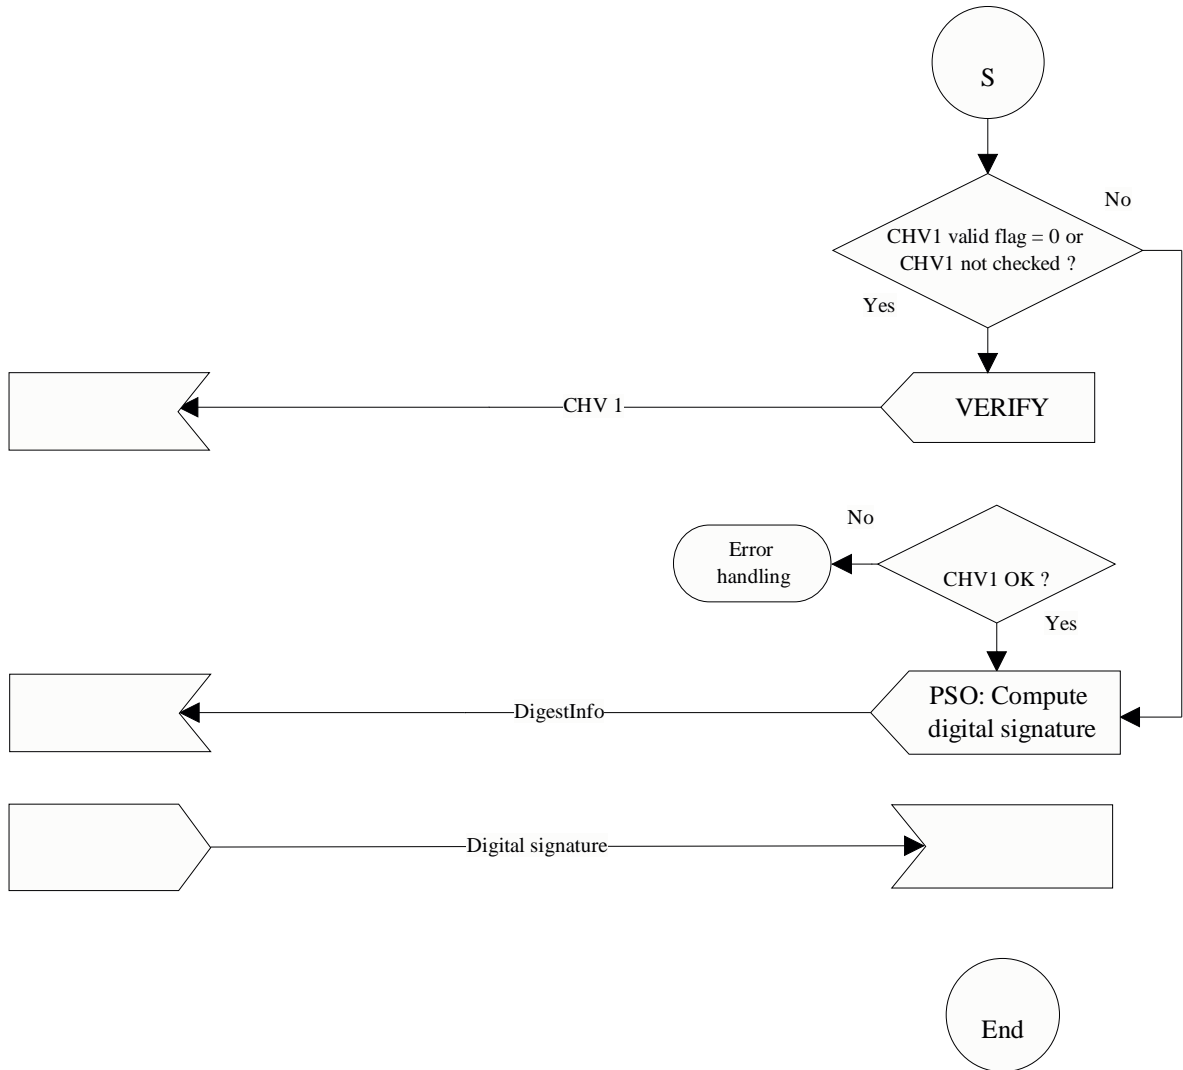 S
No
CHV1 valid flag = 0 or
CHV1 not checked ?
Yes
CHV 1
VERIFY
No
Error
handling
CHV1 OK ?
Yes
PSO: Compute
digital signature
DigestInfo
Digital signature
End